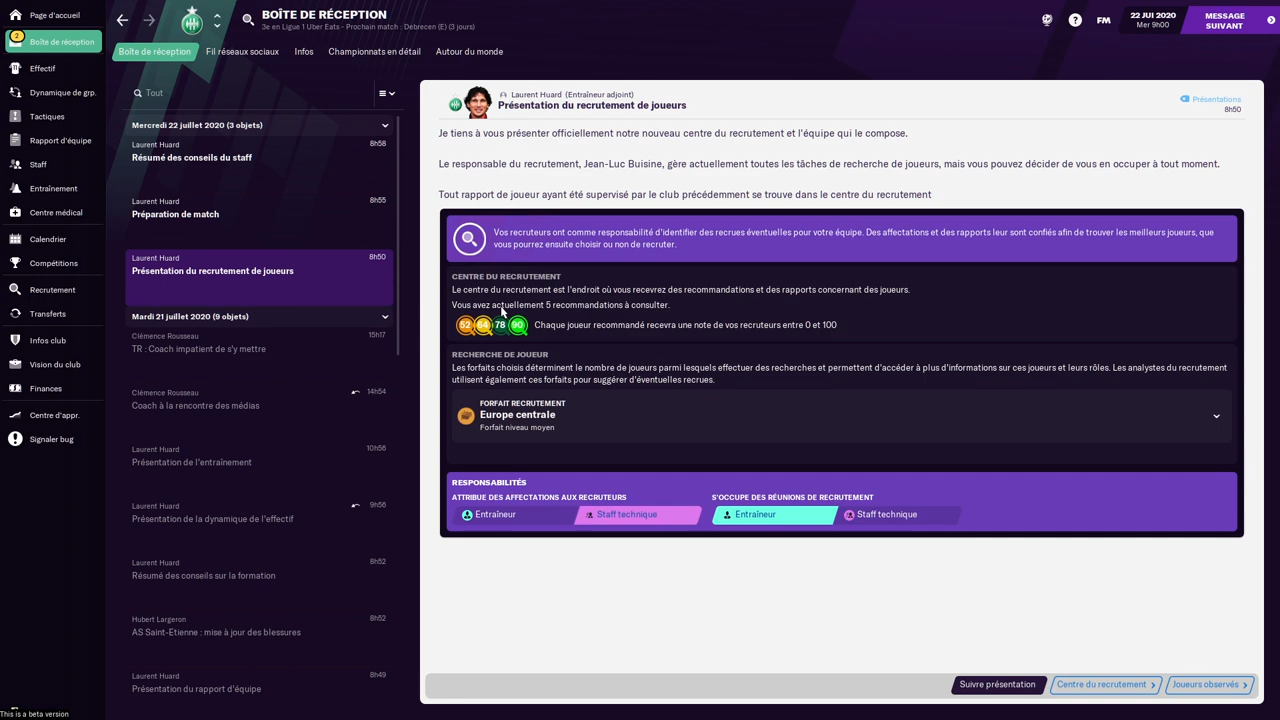 Page d'accueil
2
Boîte de réception
Effectif
Dynamique de grp.
Tactiques
Rapport d'équipe
Staff
Entraînement
Centre médical
Calendrier
Compétitions
Recrutement
Transferts
Infos club
Vision du club
Finances
Centre d'appr.
Signaler bug
This is a beta version
BOÎTE DE RÉCEPTION
3e en Ligue 1 Uber Eats - Prochain match : Debrecen (E) (3 jours)
?
FM
22 JUI 2020
Mer 9h00
MESSAGE
SUIVANT
Boîte de réception
Fil réseaux sociaux
Infos
Championnats en détail
Autour du monde
Tout
Mercredi 22 juillet 2020 (3 objets)
Laurent Huard 8h58
Résumé des conseils du staff
Laurent Huard 8h55
Préparation de match
Laurent Huard 8h50
Présentation du recrutement de joueurs
Mardi 21 juillet 2020 (9 objets)
Clémence Rousseau 15h17
TR : Coach impatient de s'y mettre
Clémence Rousseau 14h54
Coach à la rencontre des médias
Laurent Huard 10h56
Présentation de l'entraînement
Laurent Huard 9h56
Présentation de la dynamique de l'effectif
Laurent Huard 8h52
Résumé des conseils sur la formation
Hubert Largeron 8h52
AS Saint-Etienne : mise à jour des blessures
Laurent Huard 8h49
Présentation du rapport d'équipe
Laurent Huard (Entraîneur adjoint)
Présentation du recrutement de joueurs
Présentations
8h50
Je tiens à vous présenter officiellement notre nouveau centre du recrutement et l'équipe qui le compose.
Le responsable du recrutement, Jean-Luc Buisine, gère actuellement toutes les tâches de recherche de joueurs, mais vous pouvez décider de vous en occuper à tout moment.
Tout rapport de joueur ayant été supervisé par le club précédemment se trouve dans le centre du recrutement
Vos recruteurs ont comme responsabilité d'identifier des recrues éventuelles pour votre équipe. Des affectations et des rapports leur sont confiés afin de trouver les meilleurs joueurs, que
vous pourrez ensuite choisir ou non de recruter.
CENTRE DU RECRUTEMENT
Le centre du recrutement est l'endroit où vous recevrez des recommandations et des rapports concernant des joueurs.
Vous avez actuellement 5 recommandations à consulter.
52 64 78 90 Chaque joueur recommandé recevra une note de vos recruteurs entre 0 et 100
RECHERCHE DE JOUEUR
Les forfaits choisis déterminent le nombre de joueurs parmi lesquels effectuer des recherches et permettent d'accéder à plus d'informations sur ces joueurs et leurs rôles. Les analystes du recrutement
utilisent également ces forfaits pour suggérer d'éventuelles recrues.
FORFAIT RECRUTEMENT
Europe centrale
Forfait niveau moyen
RESPONSABILITÉS
ATTRIBUE DES AFFECTATIONS AUX RECRUTEURS
Entraîneur
Staff technique
S'OCCUPE DES RÉUNIONS DE RECRUTEMENT
Entraîneur
Staff technique
Suivre présentation
Centre du recrutement
Joueurs observés